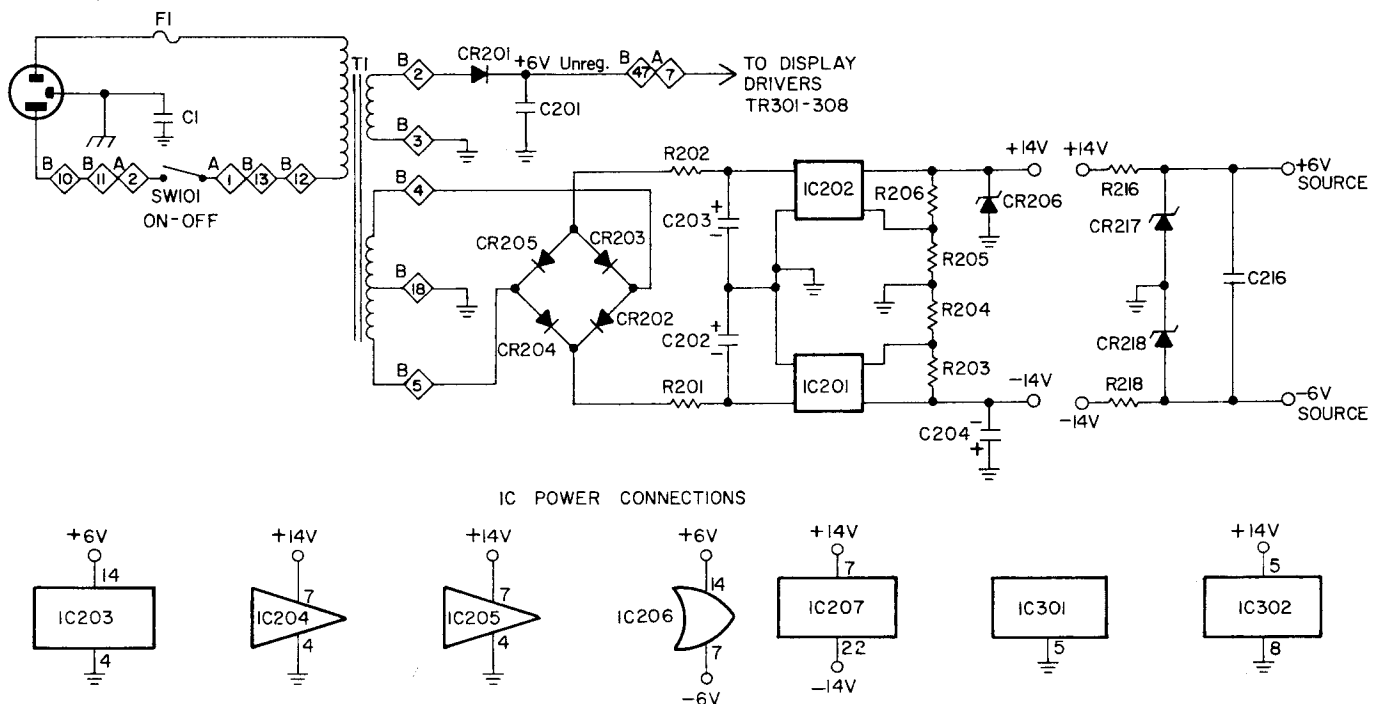 F1
T1
B 2
CR201
+6V Unreg.
B 47 A 7
TO DISPLAY
DRIVERS
TR301-308
C1
C201
B 3
B 10 B 11 A 2
A 1 B 13 B 12
SW101
ON-OFF
B 4
B 18
B 5
CR205
CR203
CR204
CR202
R202
R201
+
C203
-
+
C202
-
IC202
IC201
R206
R205
R204
R203
CR206
+14V
-14V
-
C204
+
+14V
R216
-14V
R218
CR217
CR218
C216
+6V
SOURCE
-6V
SOURCE
IC POWER CONNECTIONS
+6V
14
IC203
4
+14V
7
IC204
4
+14V
7
IC205
4
+6V
14
IC206
7
-6V
+14V
7
IC207
22
-14V
IC301
5
+14V
5
IC302
8